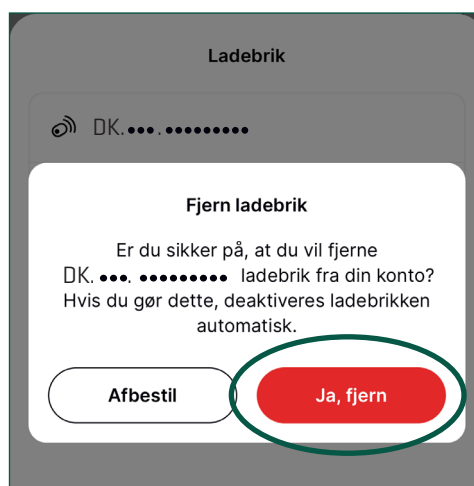 Ladebrik
DK.•••.•••••••••
Fjern ladebrik
Er du sikker på, at du vil fjerne
DK. •••. ••••••••• ladebrik fra din konto?
Hvis du gør dette, deaktiveres ladebrikken
automatisk.
Afbestil
Ja, fjern